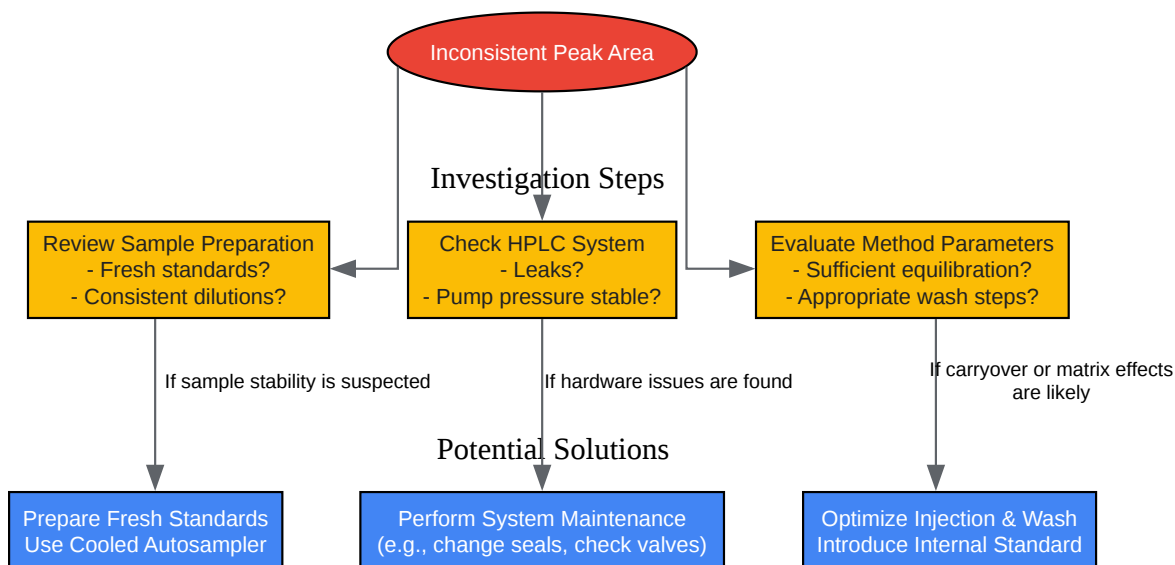 Inconsistent Peak Area
Investigation Steps
Review Sample Preparation
- Fresh standards?
- Consistent dilutions?
Check HPLC System
- Leaks?
- Pump pressure stable?
Evaluate Method Parameters
- Sufficient equilibration?
- Appropriate wash steps?
If sample stability is suspected
If hardware issues are found
If carryover or matrix effects
are likely
Potential Solutions
Prepare Fresh Standards
Use Cooled Autosampler
Perform System Maintenance
(e.g., change seals, check valves)
Optimize Injection & Wash
Introduce Internal Standard